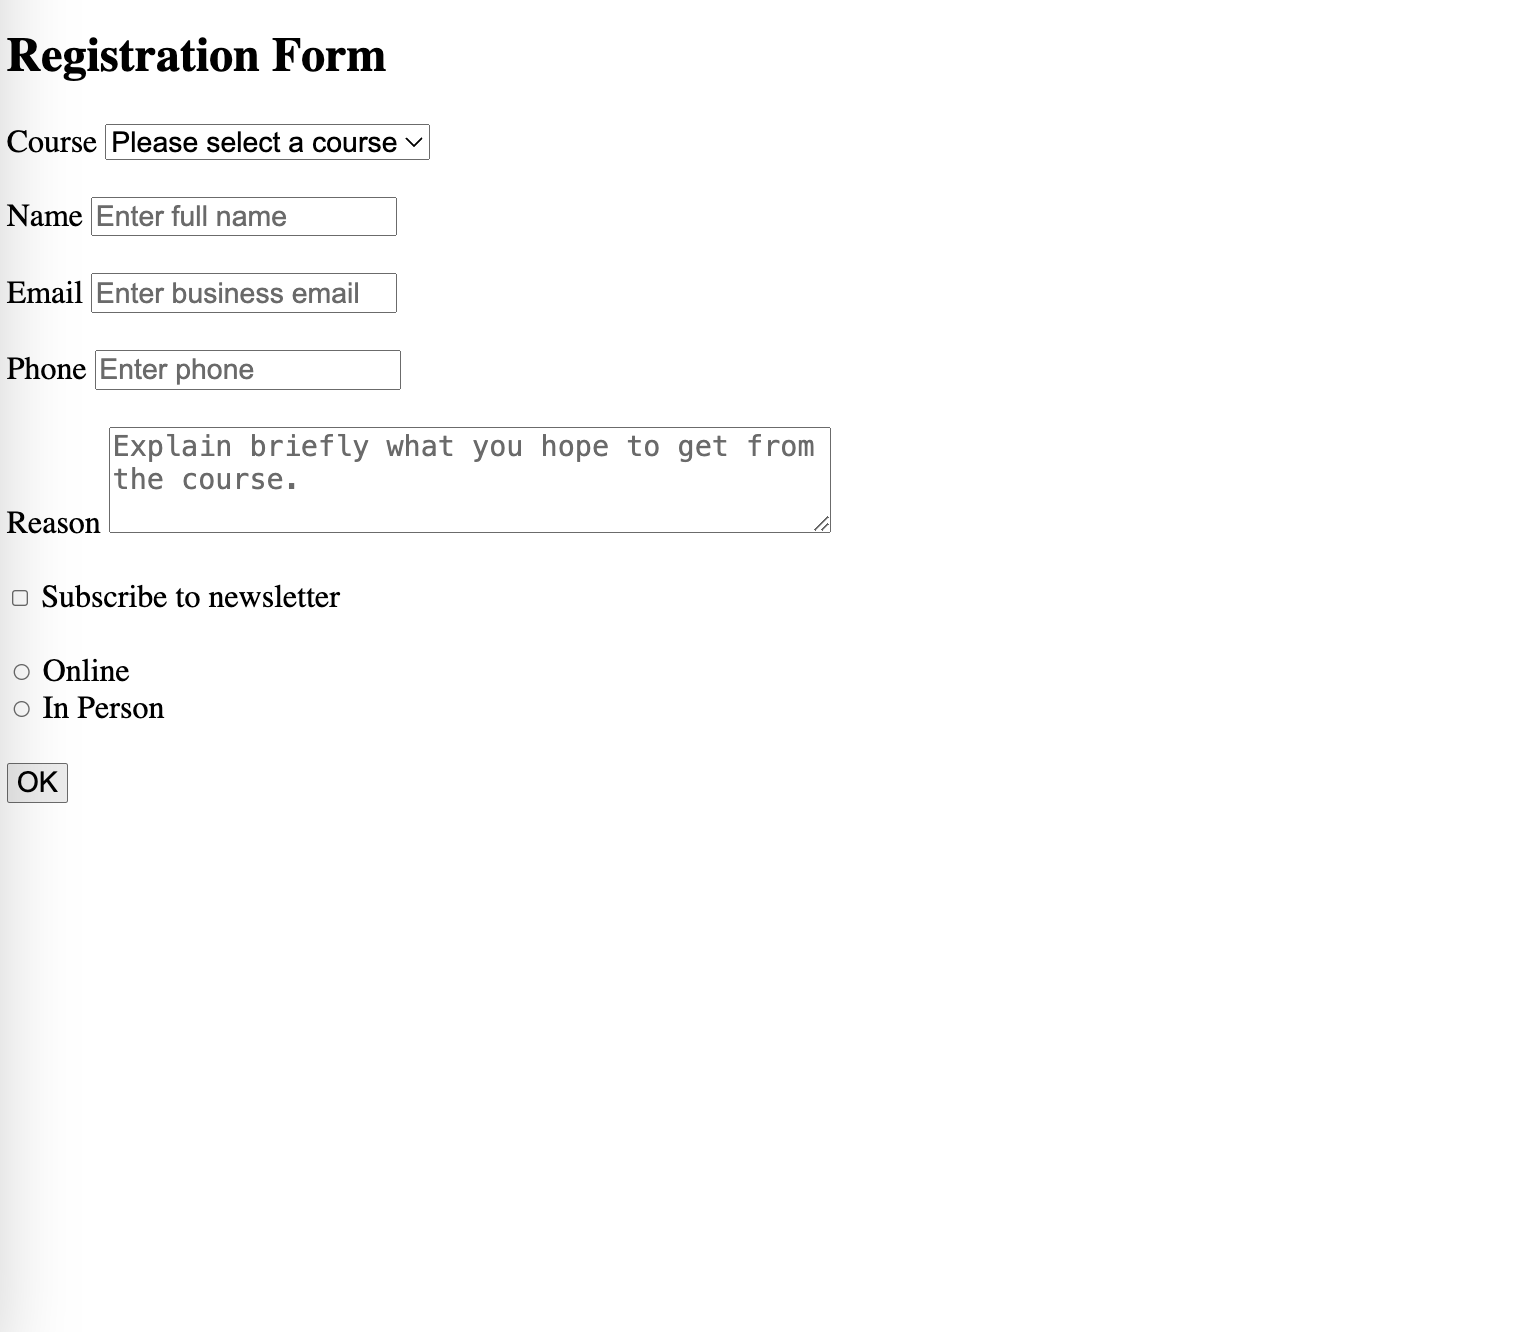 Registration Form
Course Please select a course
Name Enter full name
Email Enter business email
Phone Enter phone
Explain briefly what you hope to get from
the course.
Reason
Subscribe to newsletter
Online
In Person
OK